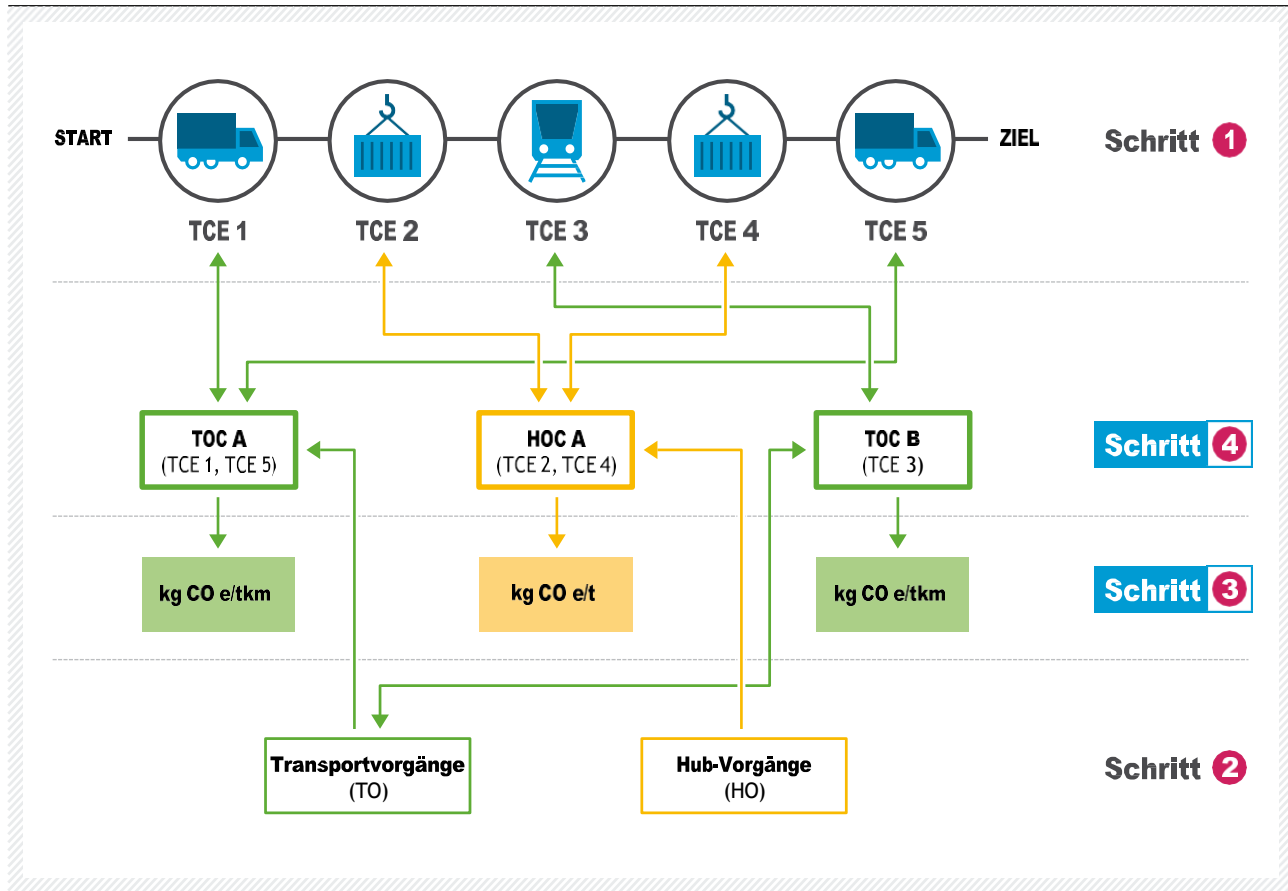 START
ZIEL
Schritt 1
TCE 1
TCE 2
TCE 3
TCE 4
TCE 5
TOC A
(TCE 1, TCE 5)
HOC A
(TCE 2, TCE 4)
TOC B
(TCE 3)
Schritt 4
kg CO e/tkm
kg CO e/t
kg CO e/tkm
Schritt 3
Transportvorgänge
(TO)
Hub-Vorgänge
(HO)
Schritt 2